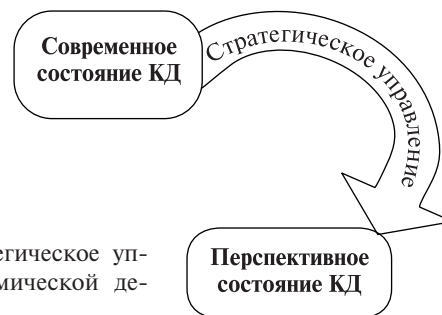 Современное
состояние КД
Стратегическое управление
егическое уп-
мической де-
Перспективное
состояние КД